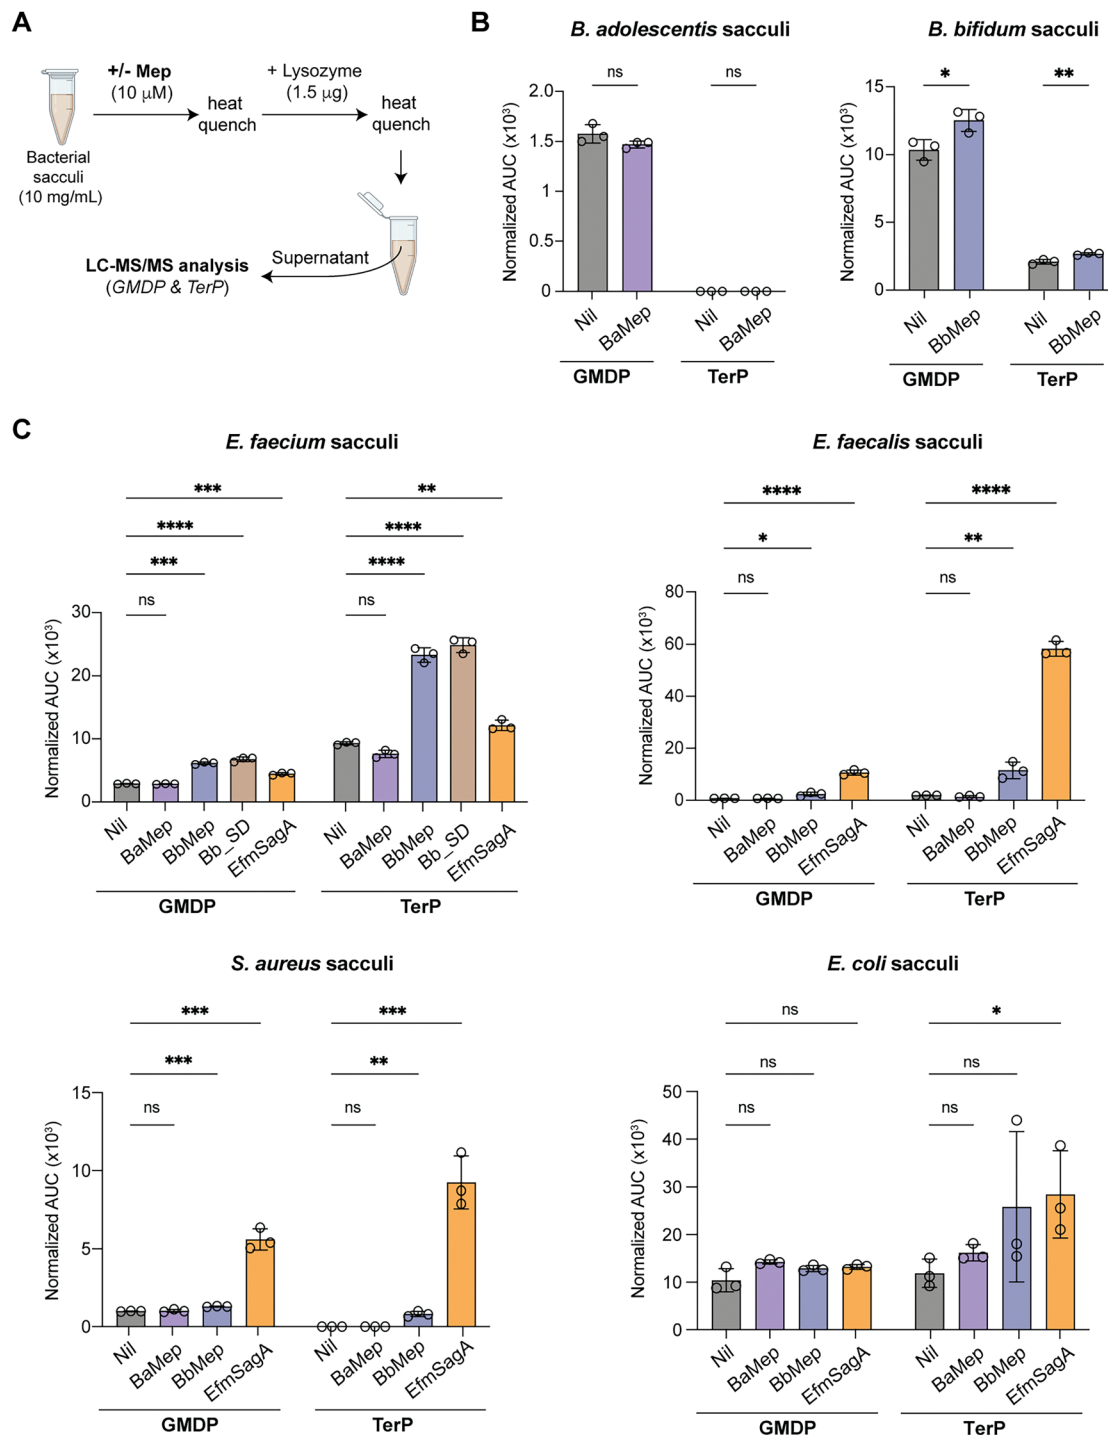 A
+/- Mep
(10 μM)
heat
quench
+ Lysozyme
(1.5 μg)
heat
quench
Bacterial
sacculi
(10 mg/mL)
Supernatant
LC-MS/MS analysis
(GMDP & TerP)
B
B. adolescentis sacculi
ns
ns
Normalized AUC (x10³)
2.0
1.5
1
0.5
0
Nil
BaMep
Nil
BaMep
GMDP
TerP
B. bifidum sacculi
*
**
Normalized AUC (x10³)
15
10
5
0
Nil
BbMep
Nil
BbMep
GMDP
TerP
C
E. faecium sacculi
***
**
****
****
***
****
ns
ns
Normalized AUC (x10³)
30
20
10
0
Nil
BaMep
BbMep
Bb_SD
EfmSagA
Nil
BaMep
BbMep
Bb_SD
EfmSagA
GMDP
TerP
E. faecalis sacculi
****
****
*
**
ns
ns
Normalized AUC (x10³)
80
60
40
20
0
Nil
BaMep
BbMep
EfmSagA
Nil
BaMep
BbMep
EfmSagA
GMDP
TerP
S. aureus sacculi
***
***
***
**
ns
ns
Normalized AUC (x10³)
15
10
5
0
Nil
BaMep
BbMep
EfmSagA
Nil
BaMep
BbMep
EfmSagA
GMDP
TerP
E. coli sacculi
ns
*
ns
ns
ns
ns
Normalized AUC (x10³)
50
40
30
20
10
0
Nil
BaMep
BbMep
EfmSagA
Nil
BaMep
BbMep
EfmSagA
GMDP
TerP